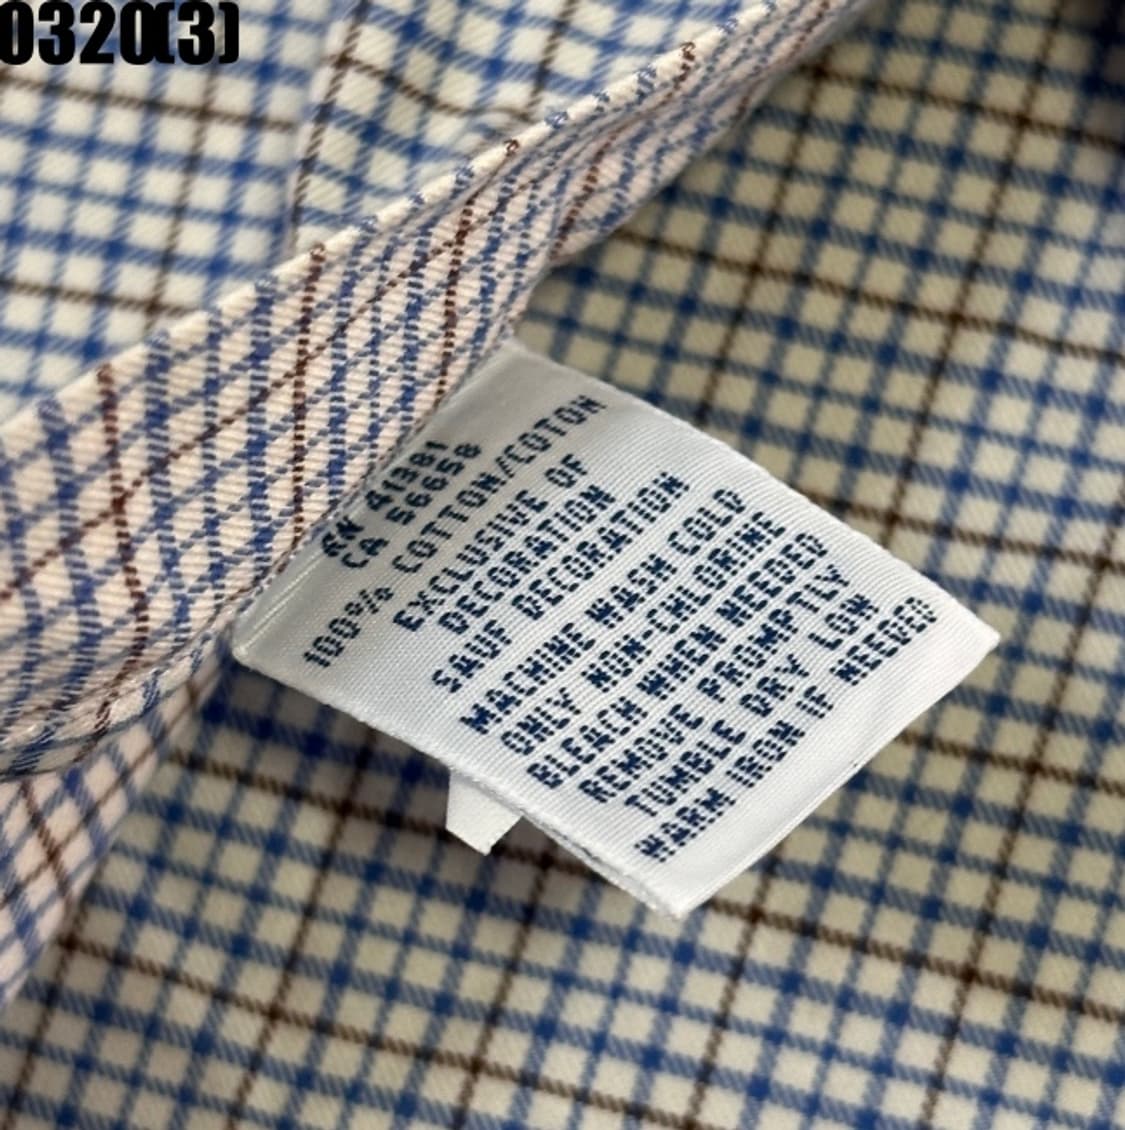 0320(3)
RN 41381
CA 56650
100% COTTON/COTON
EXCLUSIVE OF
DECORATION
SAUF DECORATION
MACHINE WASH COLD
ONLY NON-CHLORINE
BLEACH WHEN NEEDED
REMOVE PROMPTLY
TUMBLE DRY LOW
WARM IRON IF NEEDED